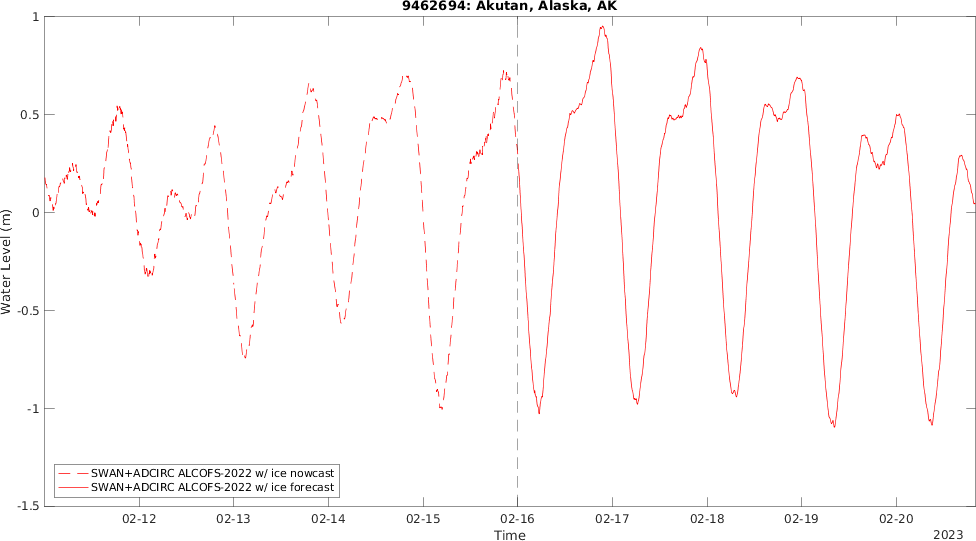 9462694: Akutan, Alaska, AK
Water Level (m)
1
0.5
0
-0.5
-1
-1.5
SWAN+ADCIRC ALCOFS-2022 w/ ice nowcast
SWAN+ADCIRC ALCOFS-2022 w/ ice forecast
02-12 02-13 02-14 02-15 02-16 02-17 02-18 02-19 02-20
Time
2023